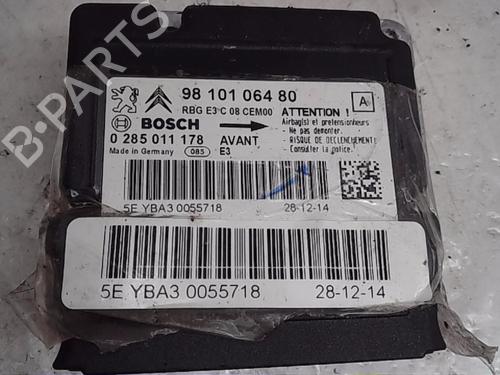 98 101 064 80
A
RBG E3°C 08 CEM00
ATTENTION !
BOSCH
Airbag(s) et pretensionneurs
- Ne pas demonter.
0 285 011 178
AVANT
- RISQUE DE DECLENCHEMENT
Made in Germany
085
E3
- Consulter la notice.
5E YBA3 0055718
28-12-14
5E YBA3 0055718
28-12-14
B-PARTS